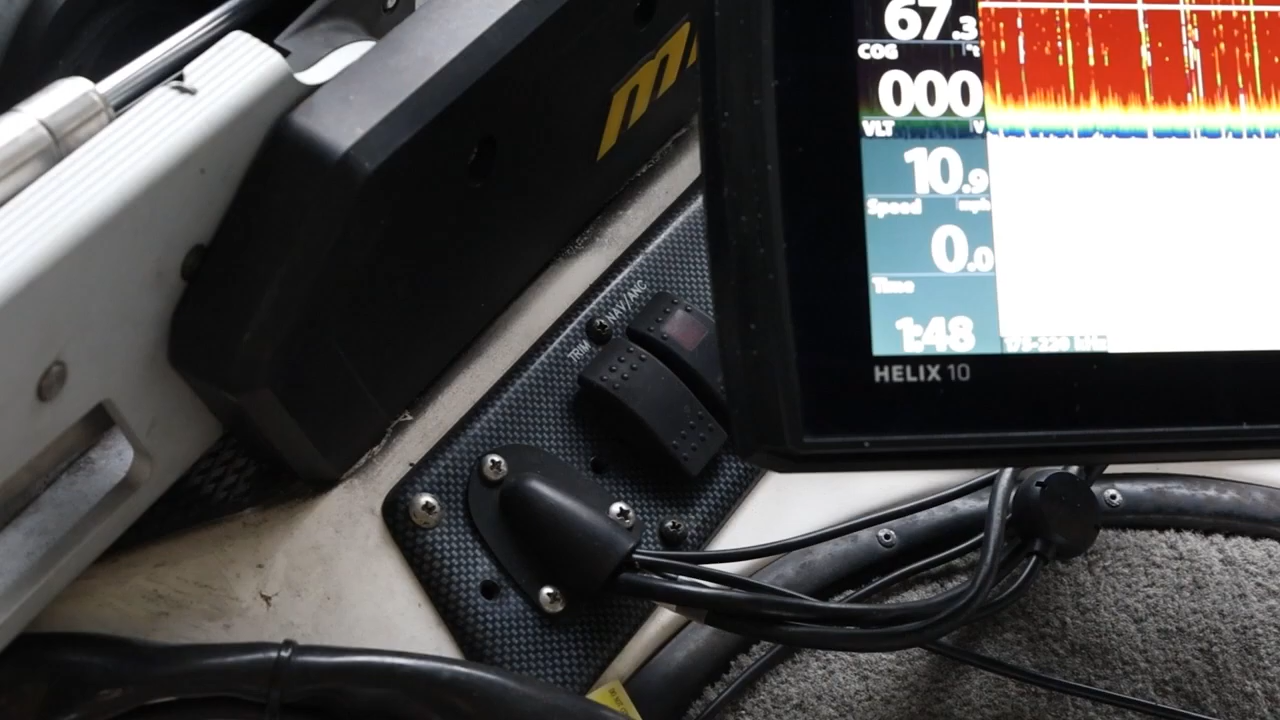 67.3
COG °t
000
VLT V
10.9
Speed mph
0.0
Time
1:48
HELIX 10
NAV/ANC
TRIM